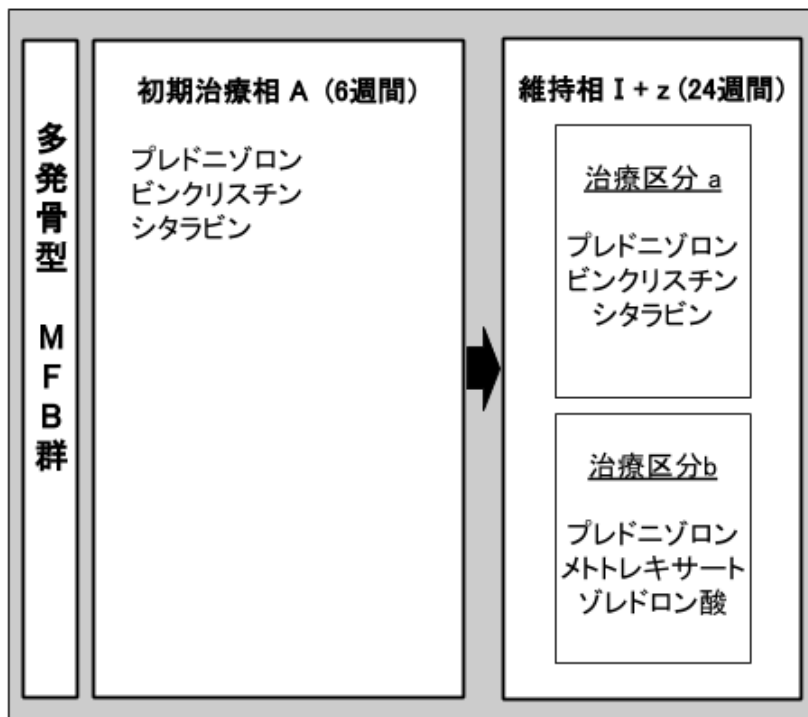 多発骨型 MFB群
初期治療相 A (6週間)
プレドニゾロン
ビンクリスチン
シタラビン
維持相 I + z (24週間)
治療区分 a
プレドニゾロン
ビンクリスチン
シタラビン
治療区分b
プレドニゾロン
メトトレキサート
ゾレドロン酸